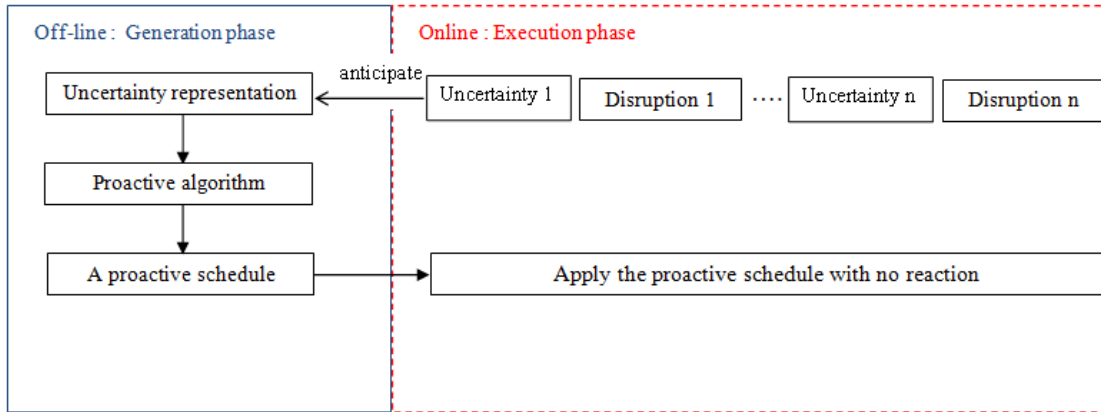 Off-line : Generation phase
Online : Execution phase
anticipate
Uncertainty representation
Uncertainty 1
Disruption 1
....
Uncertainty n
Disruption n
Proactive algorithm
A proactive schedule
Apply the proactive schedule with no reaction